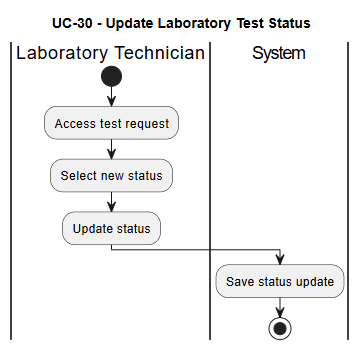 UC-30 - Update Laboratory Test Status
Laboratory Technician
System
Access test request
Select new status
Update status
Save status update